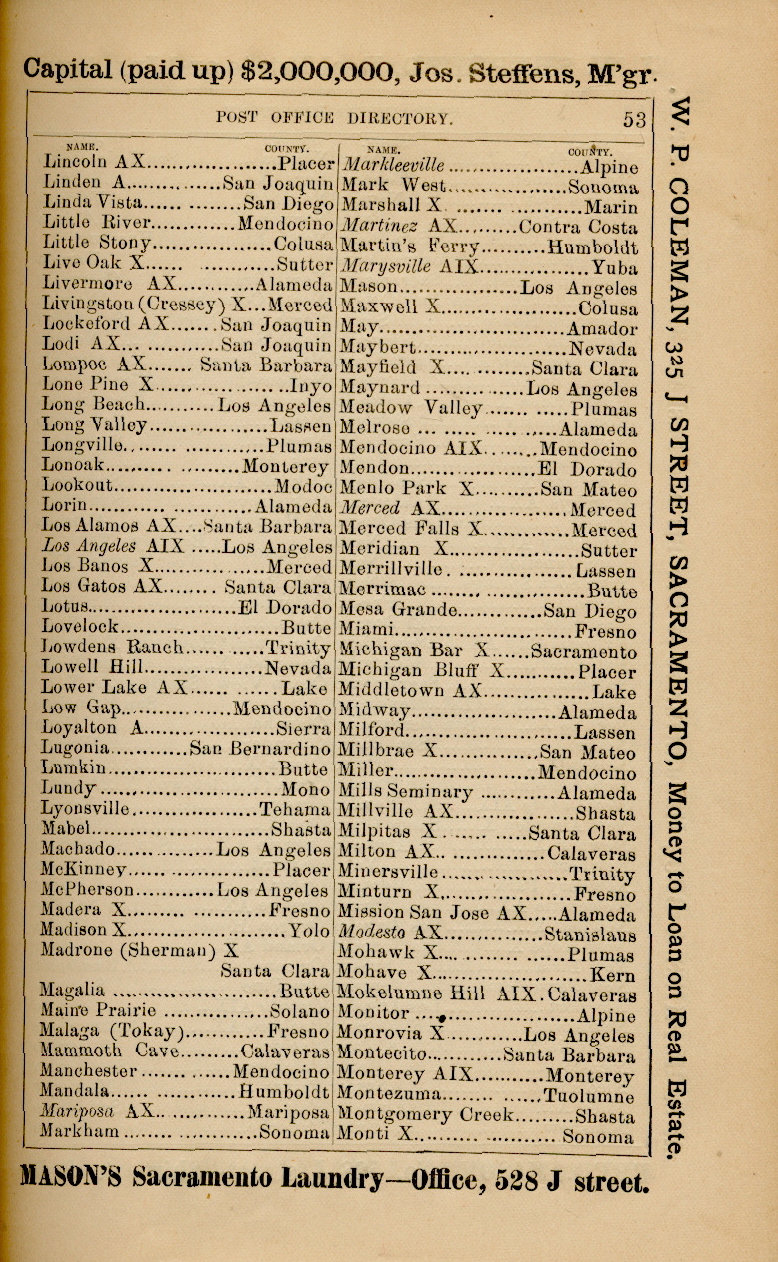 Capital (paid up) $2,000,000, Jos. Steffens, M'gr.
POST OFFICE DIRECTORY. 53
NAME. COUNTY.
Lincoln AX....................Placer
Linden A..............San Joaquin
Linda Vista...............San Diego
Little River............Mendocino
Little Stony..................Colusa
Live Oak X...... ...........Sutter
Livermore AX...........Alameda
Livingston (Cressey) X...Merced
Lockeford AX.......San Joaquin
Lodi AX... ...........San Joaquin
Lompoc AX....... Santa Barbara
Lone Pine X.....................Inyo
Long Beach..........Los Angeles
Long Valley..................Lassen
Longville.....................Plumas
Lonoak...................Monterey
Lookout.......................Modoc
Lorin........................Alameda
Los Alamos AX....Santa Barbara
Los Angeles AIX .....Los Angeles
Los Banos X.................Merced
Los Gatos AX........ Santa Clara
Lotus......................El Dorado
Lovelock........................Butte
Lowdens Ranch............Trinity
Lowell Hill..................Nevada
Lower Lake AX...... .......Lake
Low Gap................Mendocino
Loyalton A....................Sierra
Lugonia...........San Bernardino
Lumkin.........................Butte
Lundy...........................Mono
Lyonsville...................Tehama
Mabel...........................Shasta
Machado..............Los Angeles
McKinney.....................Placer
McPherson............Los Angeles
Madera X.....................Fresno
Madison X........................Yolo
Madrone (Sherman) X
Santa Clara
Magalia .........................Butte
Maine Prairie ................Solano
Malaga (Tokay)............Fresno
Mammoth Cave.........Calaveras
Manchester ...............Mendocino
Mandala...................Humboldt
Mariposa AX..............Mariposa
Markham .....................Sonoma
NAME. COUNTY.
Markleeville ....................Alpine
Mark West..................Sonoma
Marshall X. .....................Marin
Martinez AX.........Contra Costa
Martin's Ferry..........Humboldt
Marysville AIX.................Yuba
Mason..................Los Angeles
Maxwell X.....................Colusa
May.............................Amador
Maybert.......................Nevada
Mayfield X.... ........Santa Clara
Maynard ...............Los Angeles
Meadow Valley....... .....Plumas
Melrose ... ................Alameda
Mendocino AIX........Mendocino
Mendon...................El Dorado
Menlo Park X..........San Mateo
Merced AX...................Merced
Merced Falls X..............Merced
Meridian X....................Sutter
Merrillville. ...................Lassen
Merrimac ........................Butte
Mesa Grande.............San Diego
Miami...........................Fresno
Michigan Bar X......Sacramento
Michigan Bluff X...........Placer
Middletown AX................Lake
Midway.......................Alameda
Milford..........................Lassen
Millbrae X...............San Mateo
Miller......................Mendocino
Mills Seminary ............Alameda
Millville AX..................Shasta
Milpitas X. ...........Santa Clara
Milton AX.. .............Calaveras
Minersville...................Trinity
Minturn X....................Fresno
Mission San Jose AX.....Alameda
Modesto AX..............Stanislaus
Mohawk X...................Plumas
Mohave X........................Kern
Mokelumne Hill AIX.Calaveras
Monitor .........................Alpine
Monrovia X...........Los Angeles
Montecito...........Santa Barbara
Monterey AIX..........Monterey
Montezuma...............Tuolumne
Montgomery Creek.........Shasta
Monti X..................... Sonoma
W. P. COLEMAN, 325 J STREET, SACRAMENTO, Money to Loan on Real Estate.
MASON'S Sacramento Laundry—Office, 528 J street.